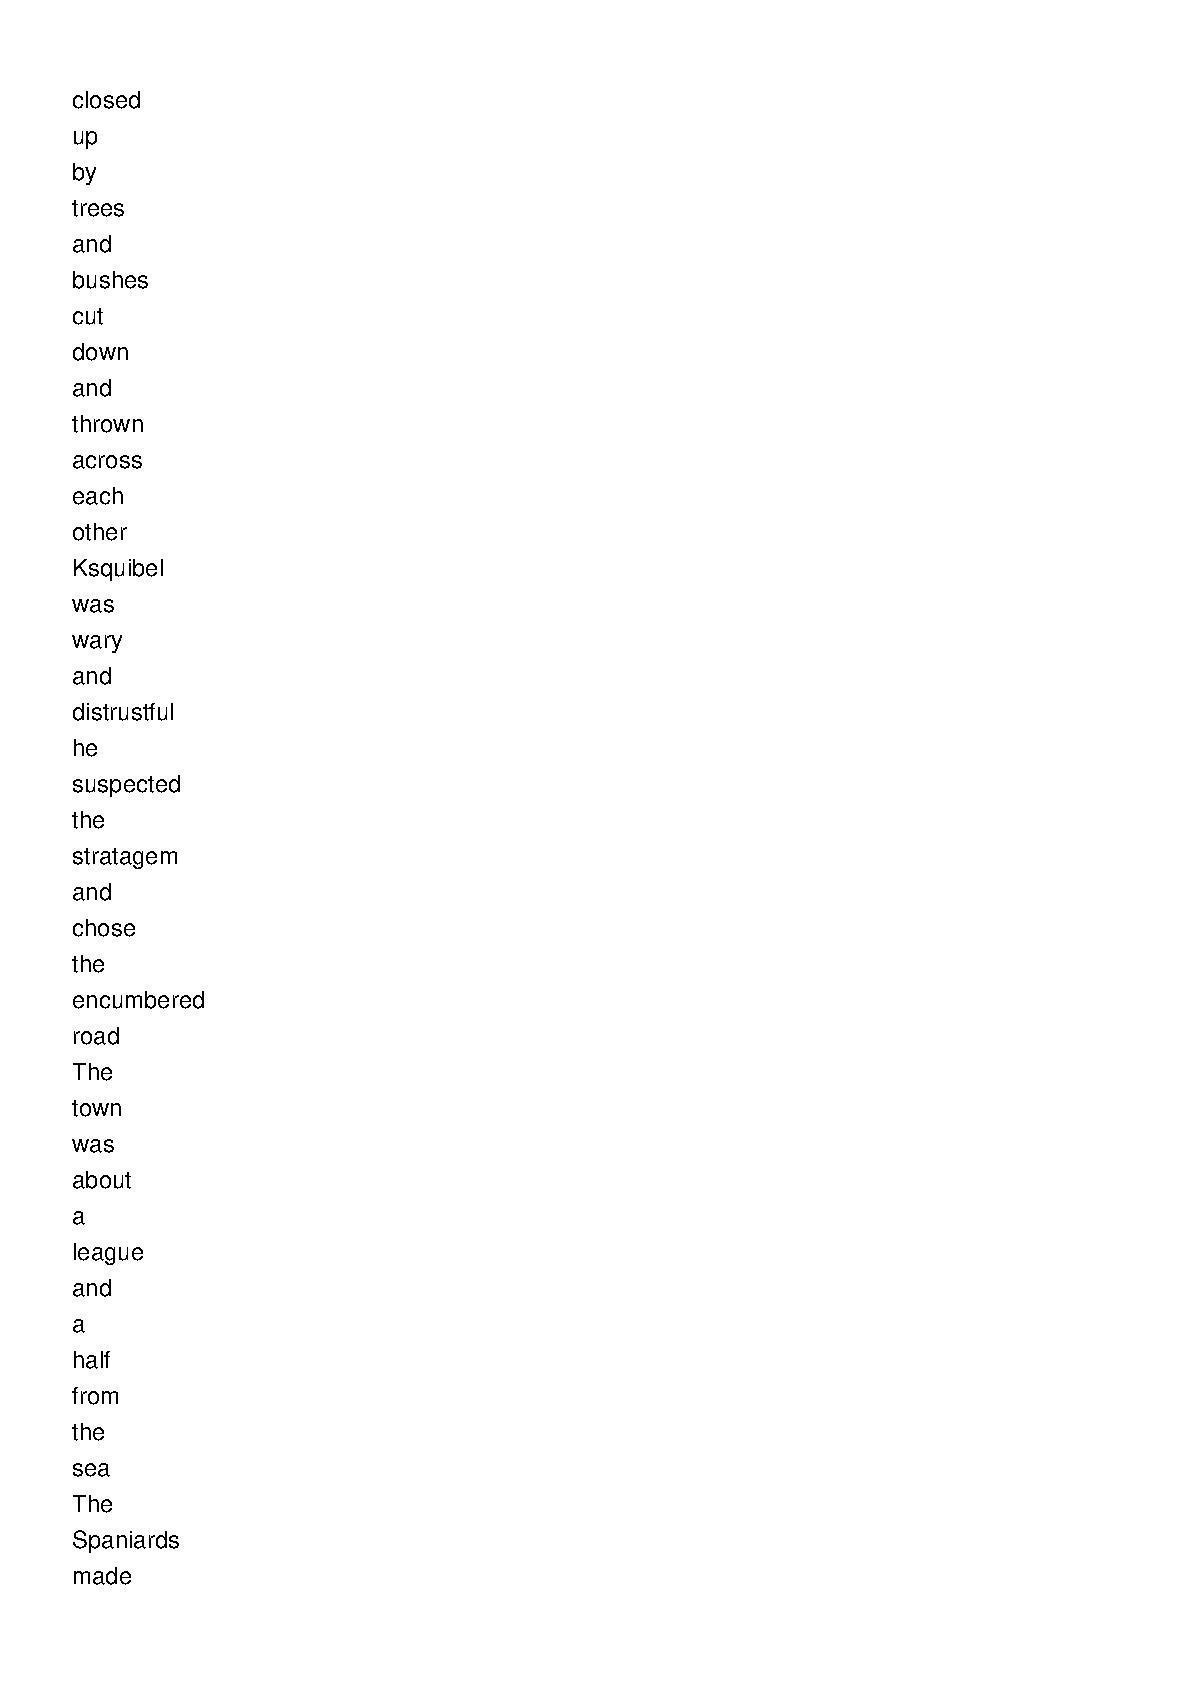 closed
up
by
trees
and
bushes
cut
down
and
thrown
across
each
other
Ksquibel
was
wary
and
distrustful
he
suspected
the
stratagem
and
chose
the
encumbered
road
The
town
was
about
a
league
and
a
half
from
the
sea
The
Spaniards
made